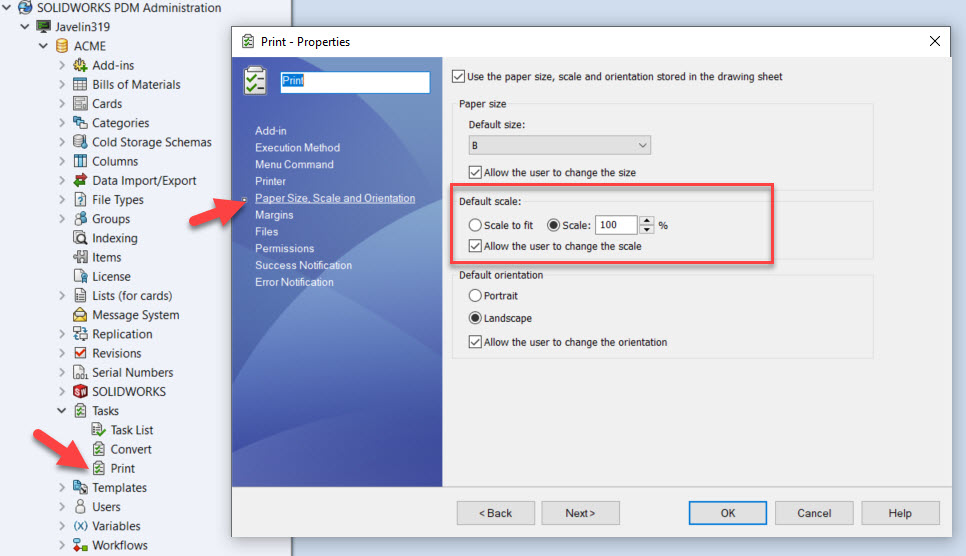 SOLIDWORKS PDM Administration
Javelin319
ACME
Add-ins
Bills of Materials
Cards
Categories
Cold Storage Schemas
Columns
Data Import/Export
File Types
Groups
Indexing
Items
License
Lists (for cards)
Message System
Replication
Revisions
Serial Numbers
SOLIDWORKS
Tasks
Task List
Convert
Print
Templates
Users
Variables
Workflows
Print - Properties
Print
Add-in
Execution Method
Menu Command
Printer
Paper Size, Scale and Orientation
Margins
Files
Permissions
Success Notification
Error Notification
Use the paper size, scale and orientation stored in the drawing sheet
Paper size
Default size:
B
Allow the user to change the size
Default scale:
Scale to fit Scale: 100 %
Allow the user to change the scale
Default orientation
Portrait
Landscape
Allow the user to change the orientation
< Back Next> OK Cancel Help